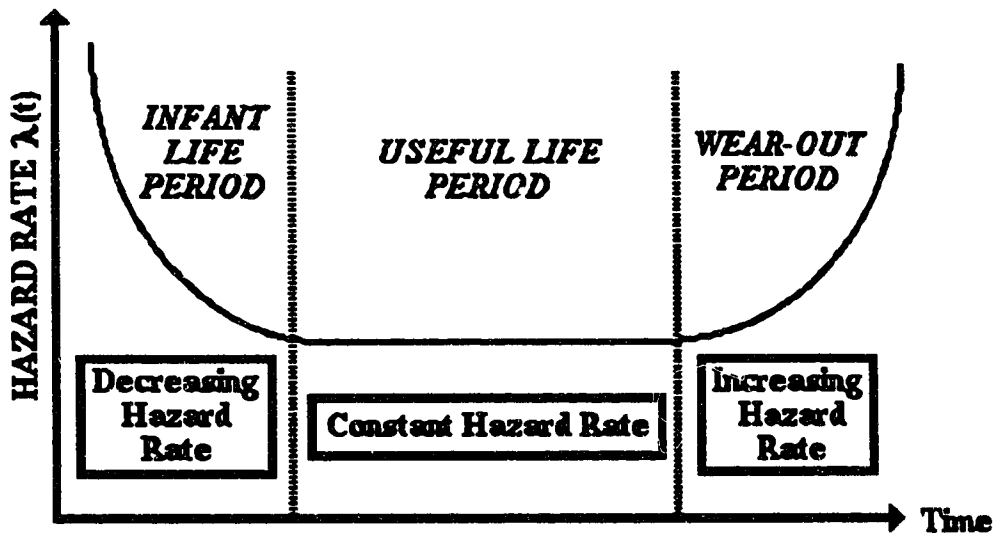 HAZARD RATE λ(t)
INFANT
LIFE
PERIOD
USEFUL LIFE
PERIOD
WEAR-OUT
PERIOD
Decreasing
Hazard
Rate
Constant Hazard Rate
Increasing
Hazard
Rate
Time